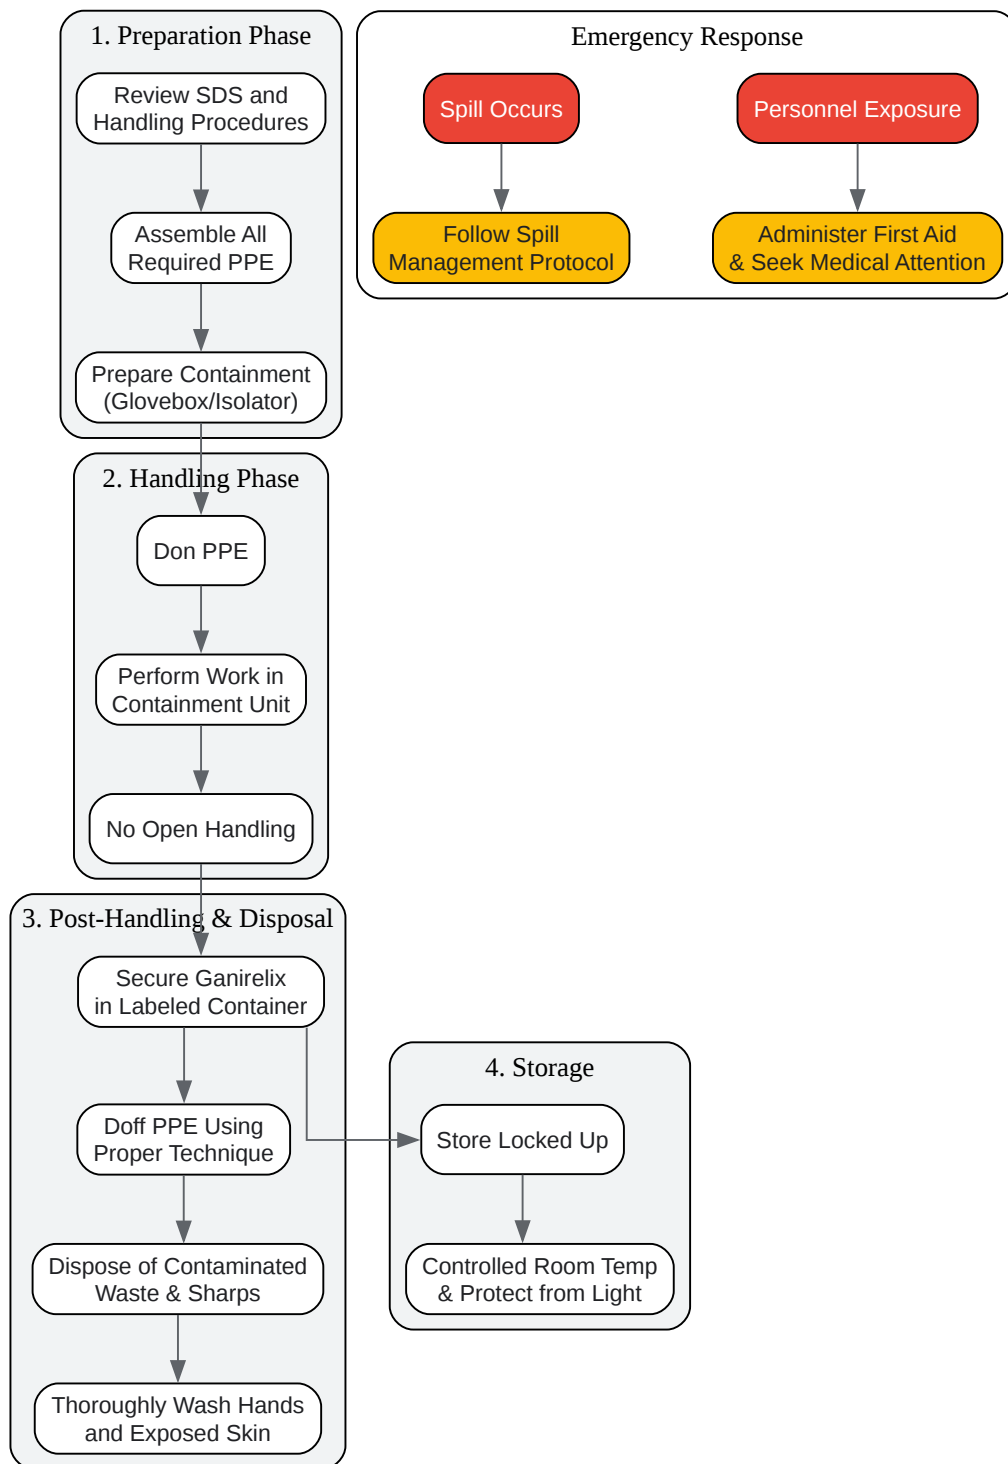 1. Preparation Phase
Review SDS and
Handling Procedures
Assemble All
Required PPE
Prepare Containment
(Glovebox/Isolator)
Emergency Response
Spill Occurs
Personnel Exposure
Follow Spill
Management Protocol
Administer First Aid
& Seek Medical Attention
2. Handling Phase
Don PPE
Perform Work in
Containment Unit
No Open Handling
3. Post-Handling & Disposal
Secure Ganirelix
in Labeled Container
Doff PPE Using
Proper Technique
Dispose of Contaminated
Waste & Sharps
Thoroughly Wash Hands
and Exposed Skin
4. Storage
Store Locked Up
Controlled Room Temp
& Protect from Light